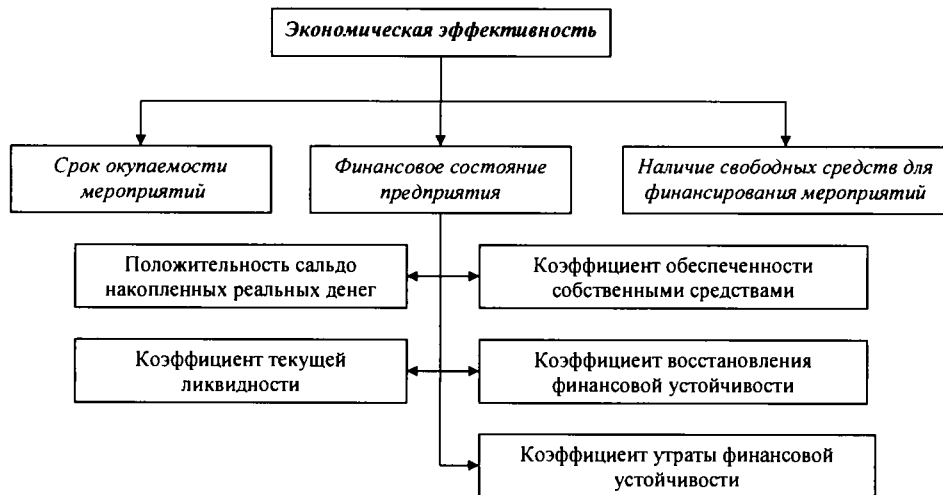 Экономическая эффективность
Срок окупаемости
мероприятий
Финансовое состояние
предприятия
Наличие свободных средств для
финансирования мероприятий
Положительность сальдо
накопленных реальных денег
Коэффициент обеспеченности
собственными средствами
Коэффициент текущей
ликвидности
Коэффициент восстановления
финансовой устойчивости
Коэффициент утраты финансовой
устойчивости